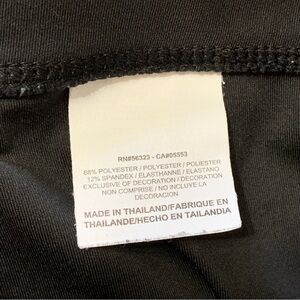 RN#56323 - CA#05553
88% POLYESTER / POLYESTER / POLIESTER
12% SPANDEX / ELASTHANNE / ELASTANO
EXCLUSIVE OF DECORATION / DECORATION
NON COMPRISE / NO INCLUYE LA
DECORACION
MADE IN THAILAND/FABRIQUE EN
THAILANDE/HECHO EN TAILANDIA